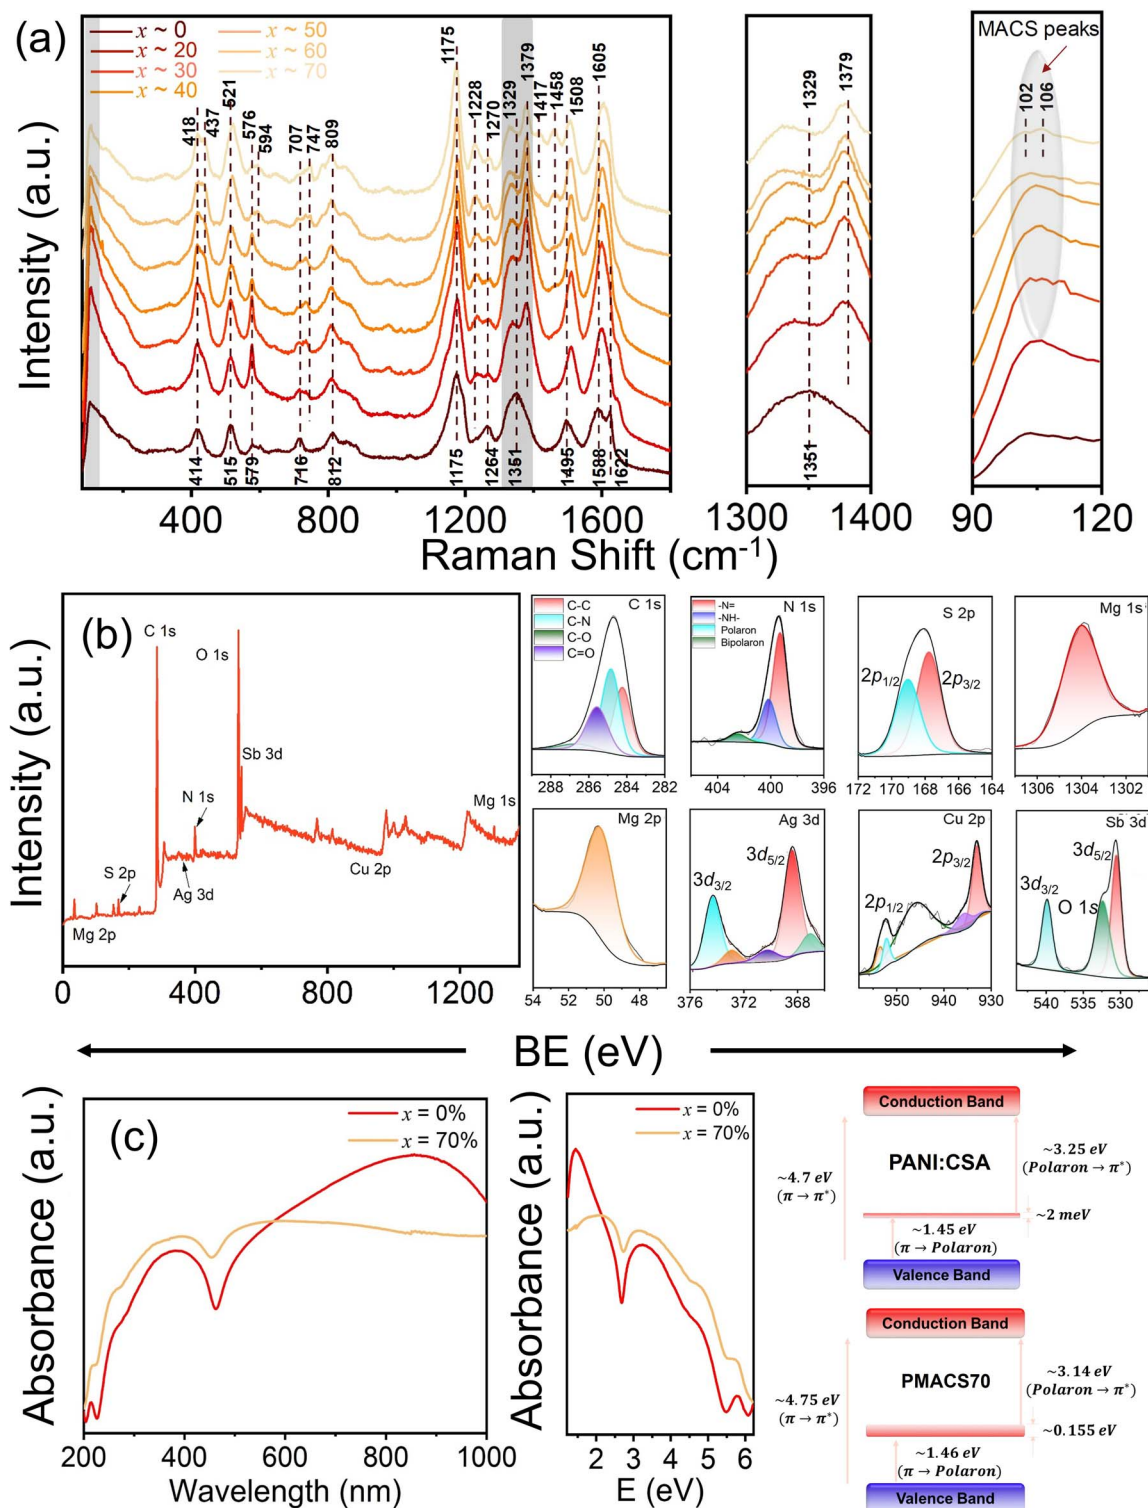 (a)
x ~ 0
x ~ 20
x ~ 30
x ~ 40
x ~ 50
x ~ 60
x ~ 70
418
437
521
576
594
707
747
809
1175
1228
1270
1329
1379
1417
1458
1508
1605
414
515
579
716
812
1175
1264
1351
1495
1588
1622
400
800
1200
1600
Intensity (a.u.)
1329
1379
1351
1300
1400
MACS peaks
102
106
90
120
Raman Shift (cm⁻¹)
(b)
Intensity (a.u.)
C 1s
O 1s
Sb 3d
N 1s
S 2p
Ag 3d
Mg 2p
Cu 2p
Mg 1s
0
400
800
1200
C-C
C-N
C-O
C=O
C 1s
288 286 284 282
-N=
-NH-
Polaron
Bipolaron
N 1s
404 400 396
S 2p
2p1/2
2p3/2
172 170 168 166 164
Mg 1s
1306 1304 1302
Mg 2p
54 52 50 48
Ag 3d
3d3/2
3d5/2
376 372 368
Cu 2p
2p1/2
2p3/2
950 940 930
Sb 3d
3d3/2
3d5/2
O 1s
540 535 530
BE (eV)
(c)
Absorbance (a.u.)
x = 0%
x = 70%
200 400 600 800 1000
Wavelength (nm)
Absorbance (a.u.)
x = 0%
x = 70%
2 3 4 5 6
E (eV)
Conduction Band
PANI:CSA
~4.7 eV
(π → π*)
~3.25 eV
(Polaron → π*)
~2 meV
~1.45 eV
(π → Polaron)
Valence Band
Conduction Band
PMACS70
~4.75 eV
(π → π*)
~3.14 eV
(Polaron → π*)
~0.155 eV
~1.46 eV
(π → Polaron)
Valence Band